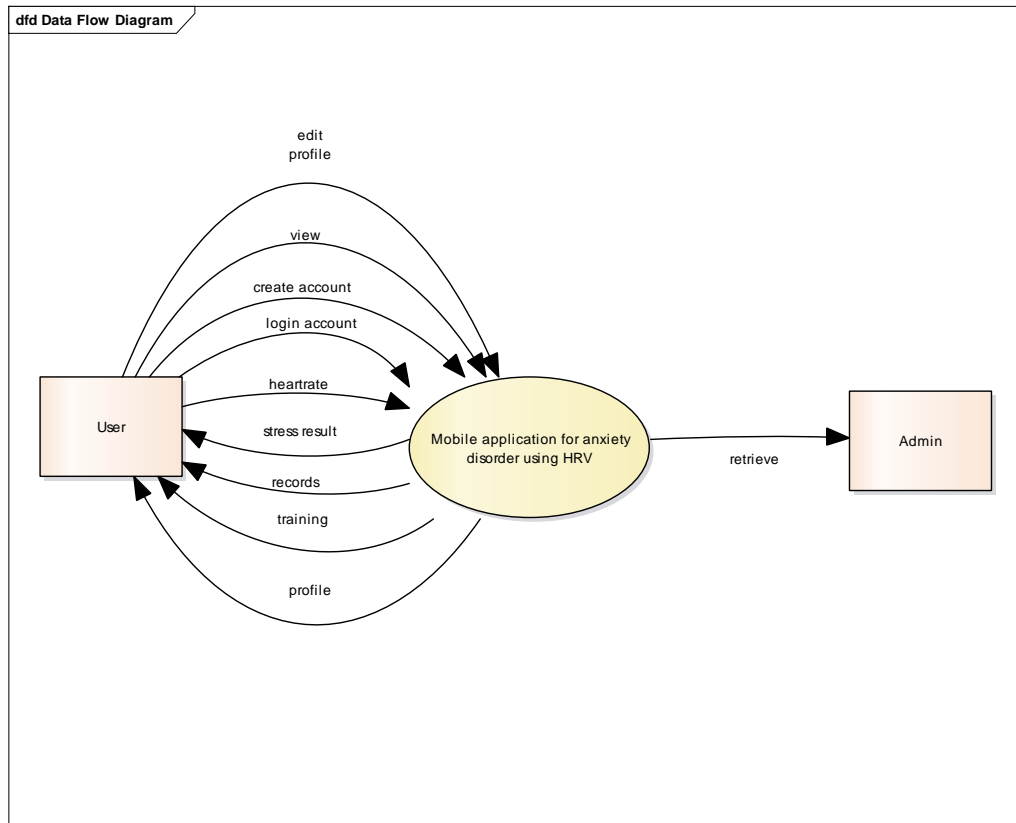 dfd Data Flow Diagram
edit
profile
view
create account
login account
heartrate
User
stress result
Mobile application for anxiety
disorder using HRV
Admin
retrieve
records
training
profile